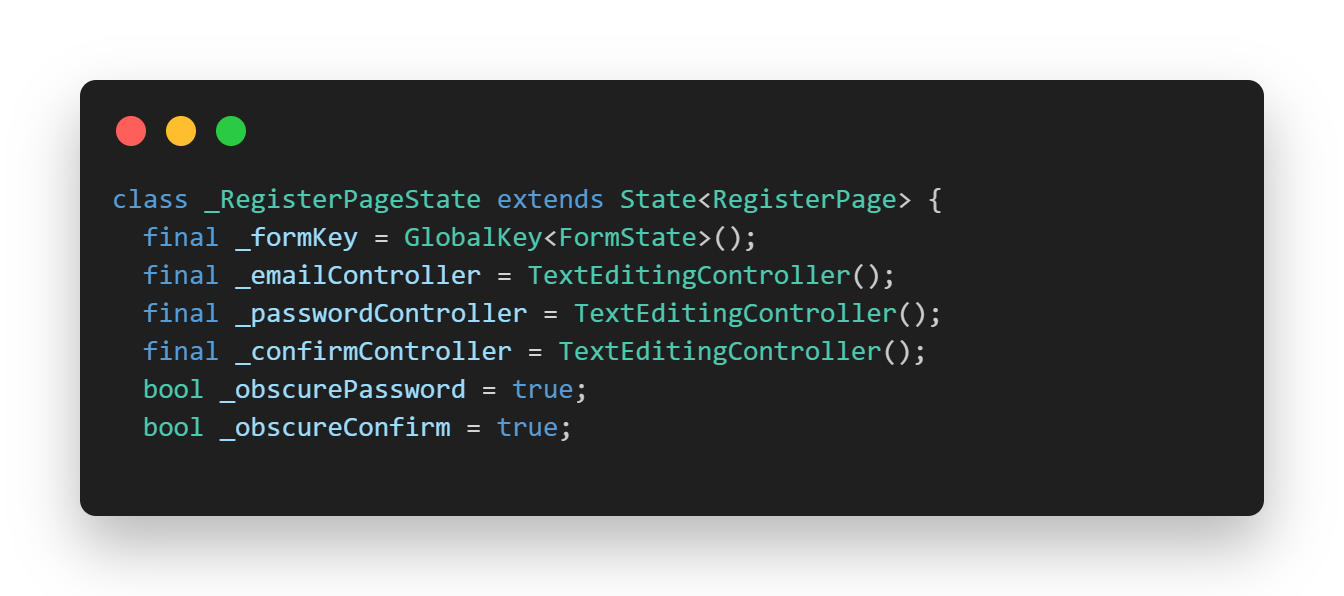 class _RegisterPageState extends State<RegisterPage> {
  final _formKey = GlobalKey<FormState>();
  final _emailController = TextEditingController();
  final _passwordController = TextEditingController();
  final _confirmController = TextEditingController();
  bool _obscurePassword = true;
  bool _obscureConfirm = true;